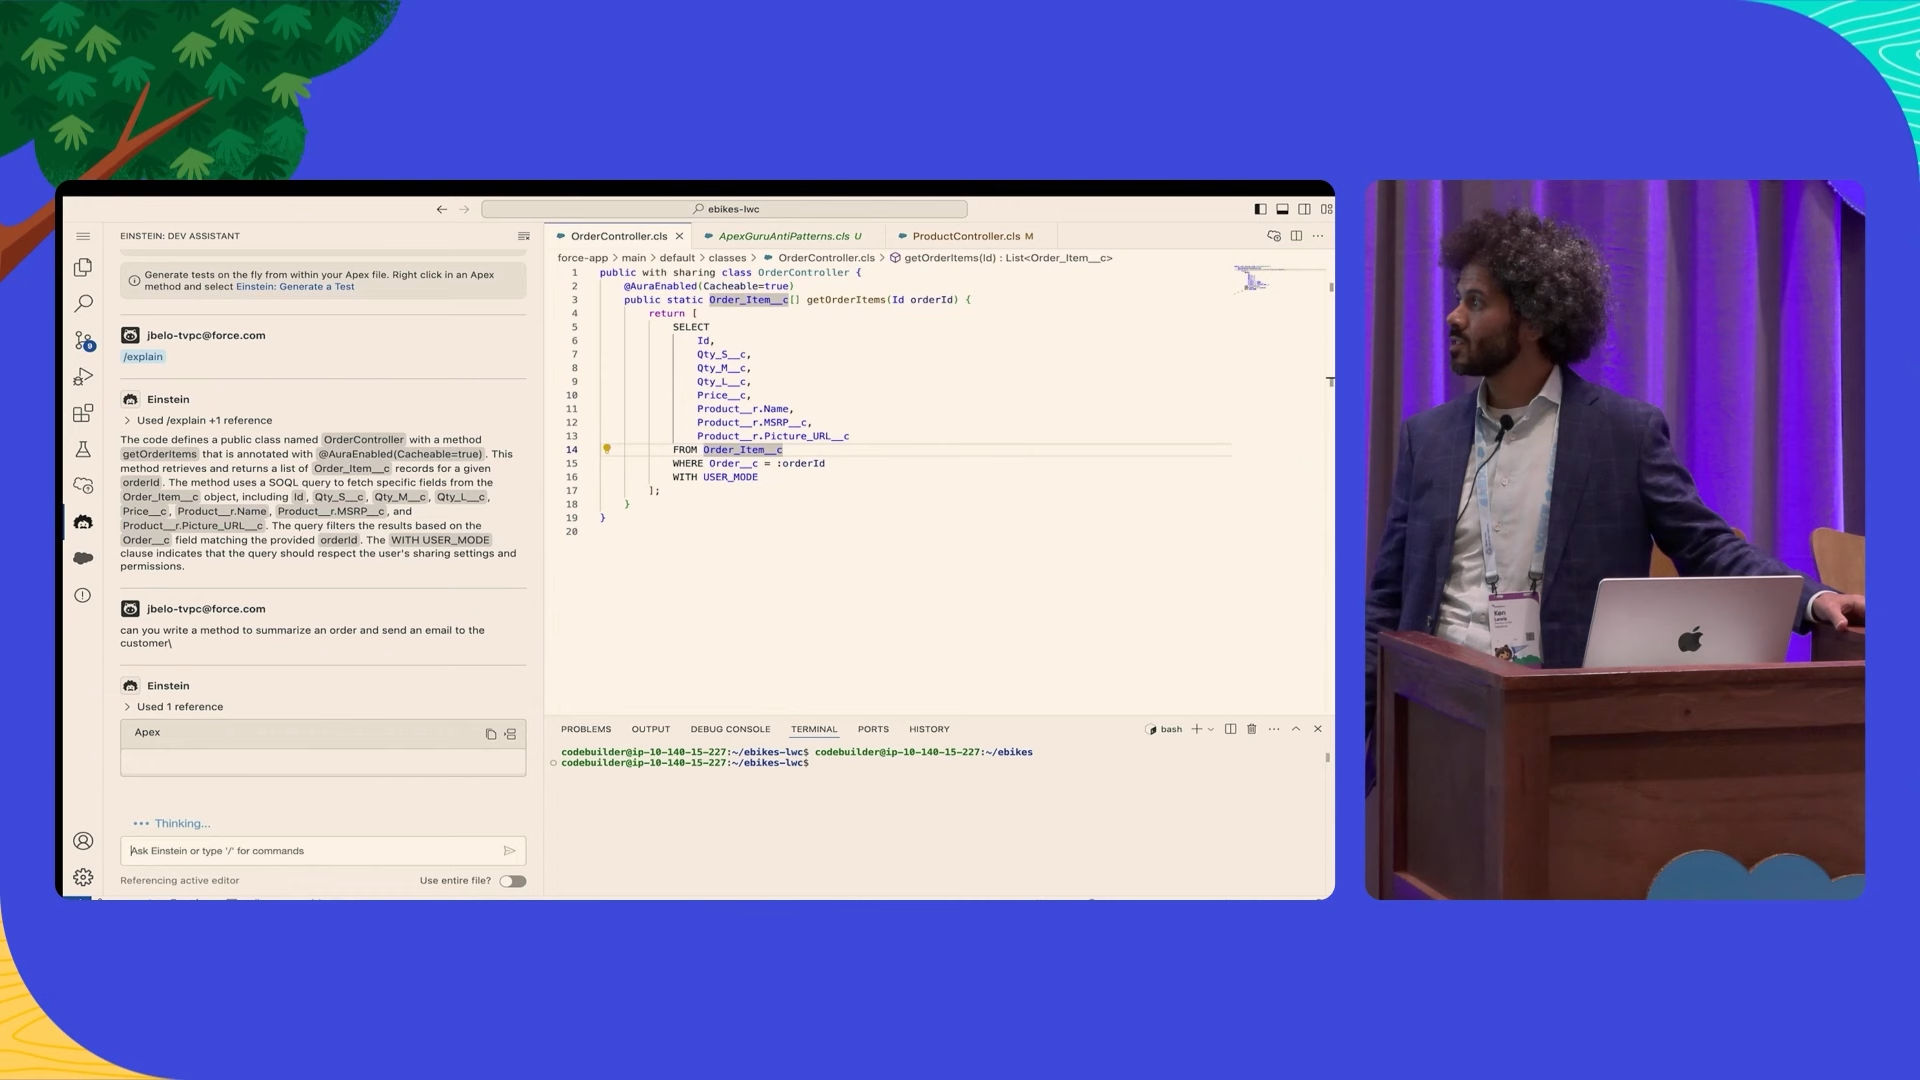 ebikes-lwc
EINSTEIN: DEV ASSISTANT
Generate tests on the fly from within your Apex file. Right click in an Apex
method and select Einstein: Generate a Test
jbelo-tvpc@force.com
/explain
Einstein
Used /explain +1 reference
The code defines a public class named OrderController with a method
getOrderItems that is annotated with @AuraEnabled(Cacheable=true). This
method retrieves and returns a list of Order_Item__c records for a given
orderId. The method uses a SOQL query to fetch specific fields from the
Order_Item__c object, including Id, Qty_S__c, Qty_M__c, Qty_L__c,
Price__c, Product__r.Name, Product__r.MSRP__c, and
Product__r.Picture_URL__c. The query filters the results based on the
Order__c field matching the provided orderId. The WITH USER_MODE
clause indicates that the query should respect the user's sharing settings and
permissions.
jbelo-tvpc@force.com
can you write a method to summarize an order and send an email to the
customer\
Einstein
Used 1 reference
Apex
Thinking...
Ask Einstein or type '/' for commands
Referencing active editor Use entire file?
9
OrderController.cls ApexGuruAntiPatterns.cls U ProductController.cls M
force-app > main > default > classes > OrderController.cls > getOrderItems(Id) : List<Order_Item__c>
1 public with sharing class OrderController {
2 @AuraEnabled(Cacheable=true)
3 public static Order_Item__c[] getOrderItems(Id orderId) {
4 return [
5 SELECT
6 Id,
7 Qty_S__c,
8 Qty_M__c,
9 Qty_L__c,
10 Price__c,
11 Product__r.Name,
12 Product__r.MSRP__c,
13 Product__r.Picture_URL__c
14 FROM Order_Item__c
15 WHERE Order__c = :orderId
16 WITH USER_MODE
17 ];
18 }
19 }
20
PROBLEMS OUTPUT DEBUG CONSOLE TERMINAL PORTS HISTORY bash
codebuilder@ip-10-140-15-227:~/ebikes-lwc$ codebuilder@ip-10-140-15-227:~/ebikes
codebuilder@ip-10-140-15-227:~/ebikes-lwc$
Ken
Lewis